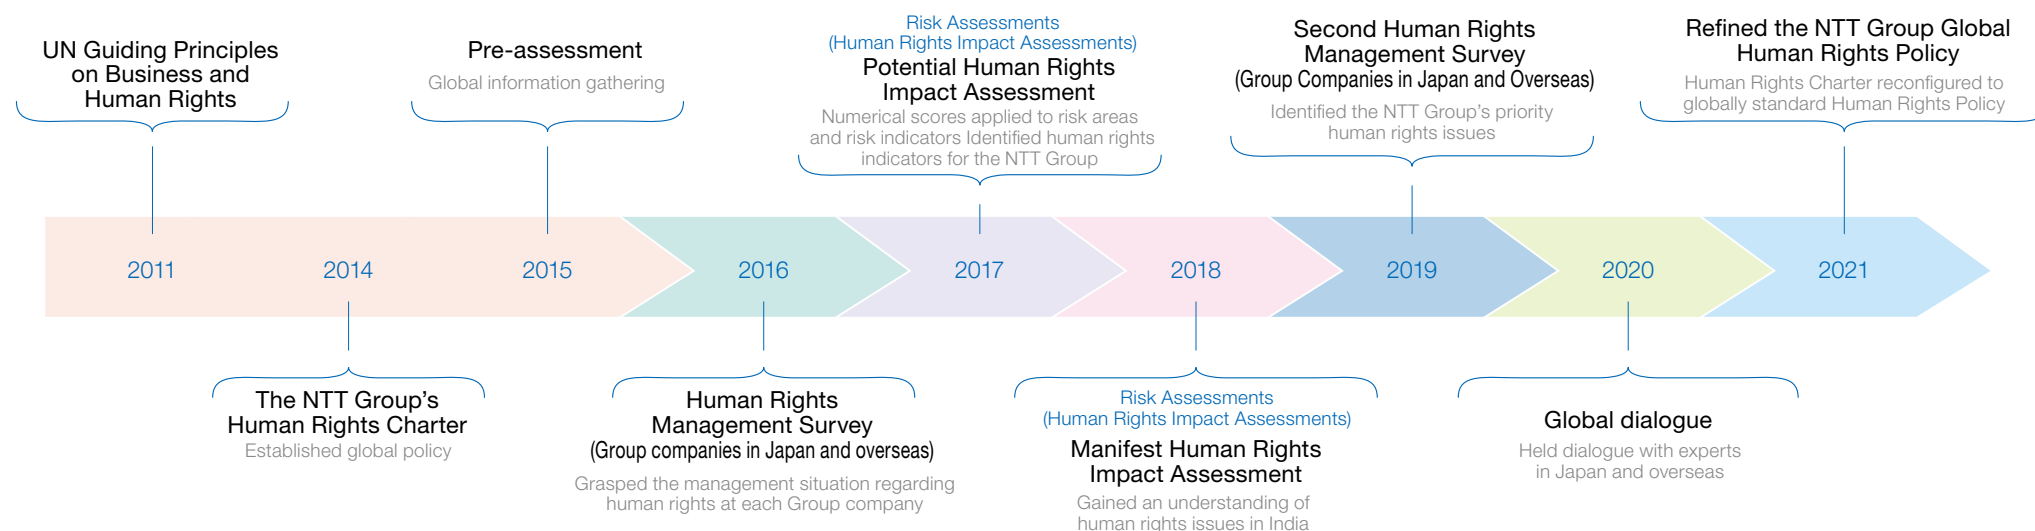 UN Guiding Principles
on Business and
Human Rights
Pre-assessment
Global information gathering
Risk Assessments
(Human Rights Impact Assessments)
Potential Human Rights
Impact Assessment
Numerical scores applied to risk areas
and risk indicators Identified human rights
indicators for the NTT Group
Second Human Rights
Management Survey
(Group Companies in Japan and Overseas)
Identified the NTT Group's priority
human rights issues
Refined the NTT Group Global
Human Rights Policy
Human Rights Charter reconfigured to
globally standard Human Rights Policy
2011
2014
2015
2016
2017
2018
2019
2020
2021
The NTT Group's
Human Rights Charter
Established global policy
Human Rights
Management Survey
(Group companies in Japan and overseas)
Grasped the management situation regarding
human rights at each Group company
Risk Assessments
(Human Rights Impact Assessments)
Manifest Human Rights
Impact Assessment
Gained an understanding of
human rights issues in India
Global dialogue
Held dialogue with experts
in Japan and overseas